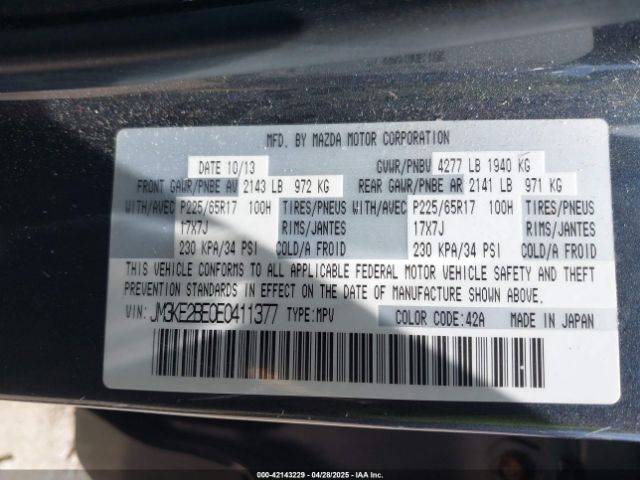 MFD. BY MAZDA MOTOR CORPORATION
DATE 10/13 GVWR/PNBV 4277 LB 1940 KG
FRONT GAWR/PNBE AV 2143 LB 972 KG REAR GAWR/PNBE AR 2141 LB 971 KG
WITH/AVEC P225/65R17 100H TIRES/PNEUS WITH/AVEC P225/65R17 100H TIRES/PNEUS
17X7J RIMS/JANTES 17X7J RIMS/JANTES
230 KPA/34 PSI COLD/A FROID 230 KPA/34 PSI COLD/A FROID
THIS VEHICLE CONFORMS TO ALL APPLICABLE FEDERAL MOTOR VEHICLE SAFETY AND THEFT
PREVENTION STANDARDS IN EFFECT ON THE DATE OF MANUFACTURE SHOWN ABOVE.
VIN: JM3KE2BE0E0411377 TYPE:MPV COLOR CODE:42A MADE IN JAPAN
000-42143229 - 04/28/2025 - IAAI.com